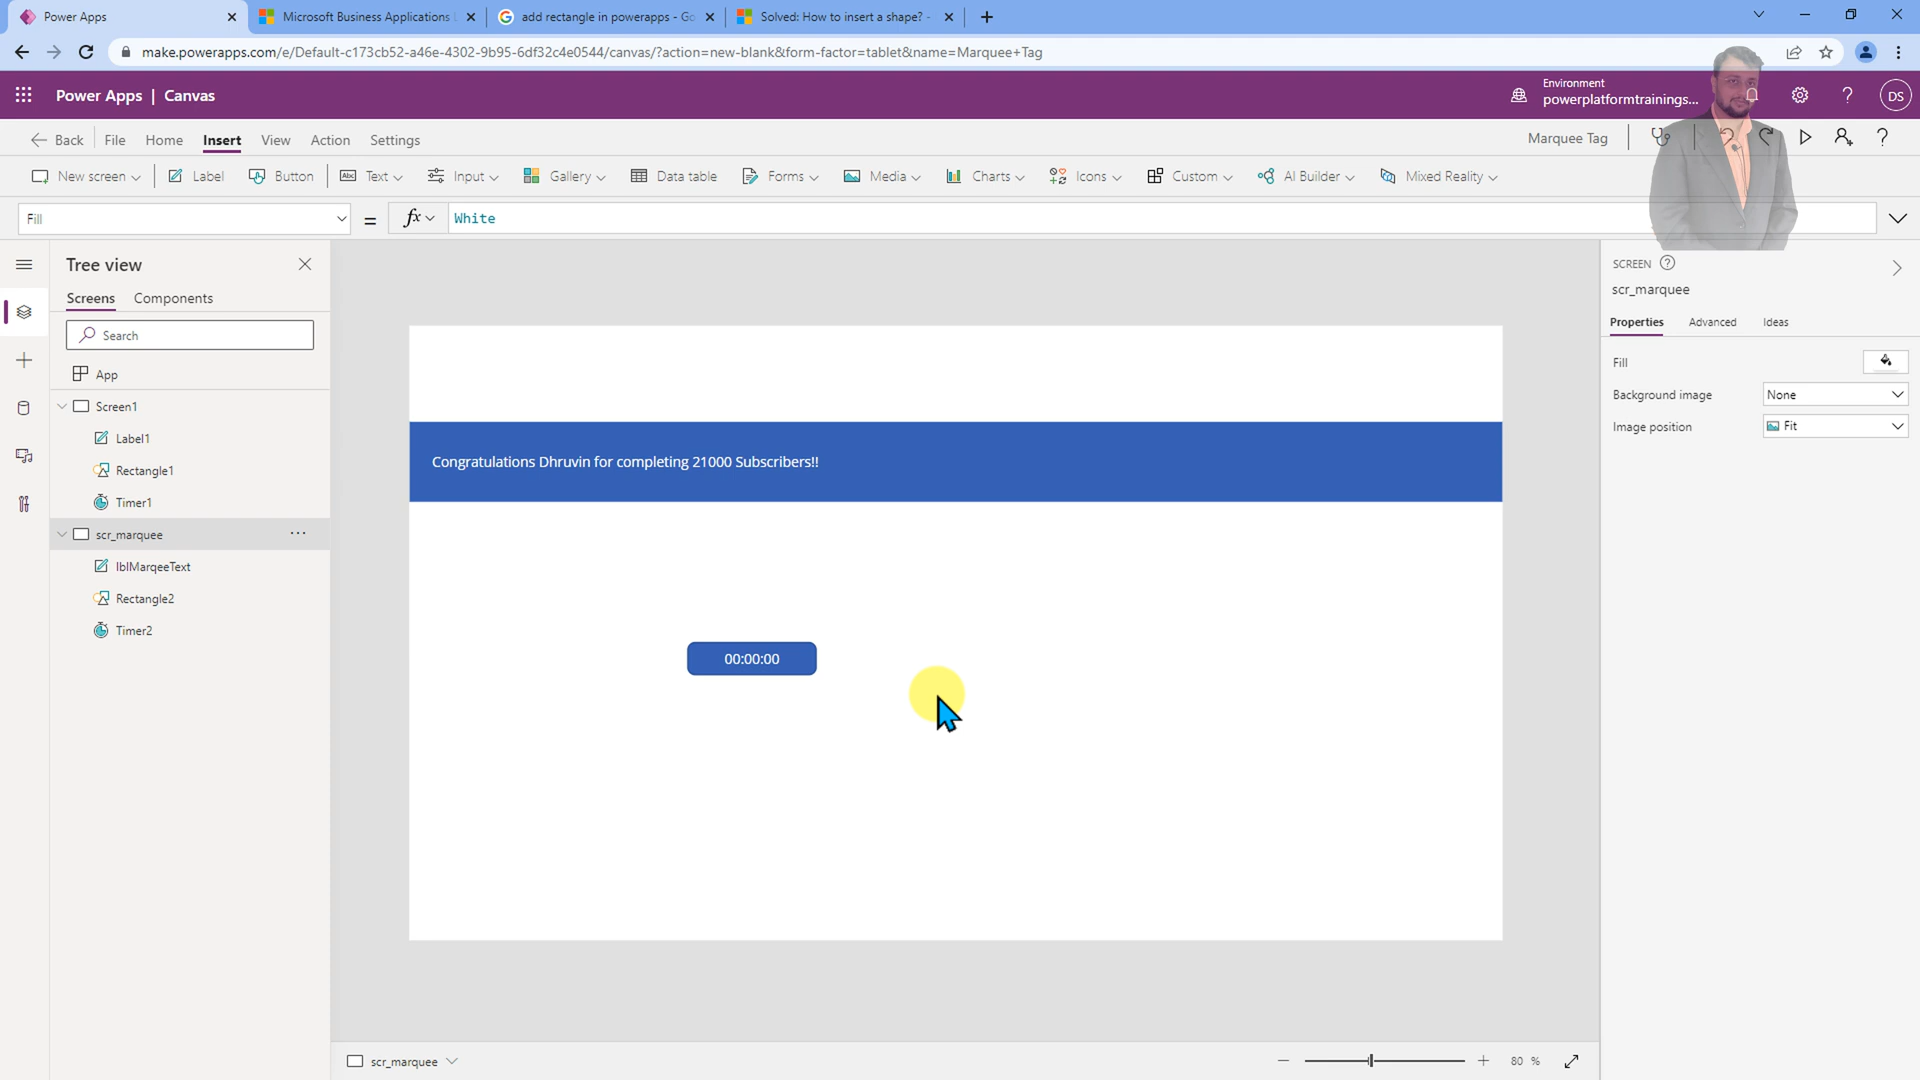 Power Apps
Microsoft Business Applications
add rectangle in powerapps - Go
Solved: How to insert a shape? -
make.powerapps.com/e/Default-c173cb52-a46e-4302-9b95-6df32c4e0544/canvas/?action=new-blank&form-factor=tablet&name=Marquee+Tag
Power Apps | Canvas
Environment
powerplatformtrainings...
DS
Back
File
Home
Insert
View
Action
Settings
Marquee Tag
New screen
Label
Button
Text
Input
Gallery
Data table
Forms
Media
Charts
Icons
Custom
AI Builder
Mixed Reality
Fill
=
fx
White
Tree view
Screens
Components
Search
App
Screen1
Label1
Rectangle1
Timer1
scr_marquee
lblMarqeeText
Rectangle2
Timer2
Congratulations Dhruvin for completing 21000 Subscribers!!
00:00:00
SCREEN
scr_marquee
Properties
Advanced
Ideas
Fill
Background image
None
Image position
Fit
scr_marquee
80 %